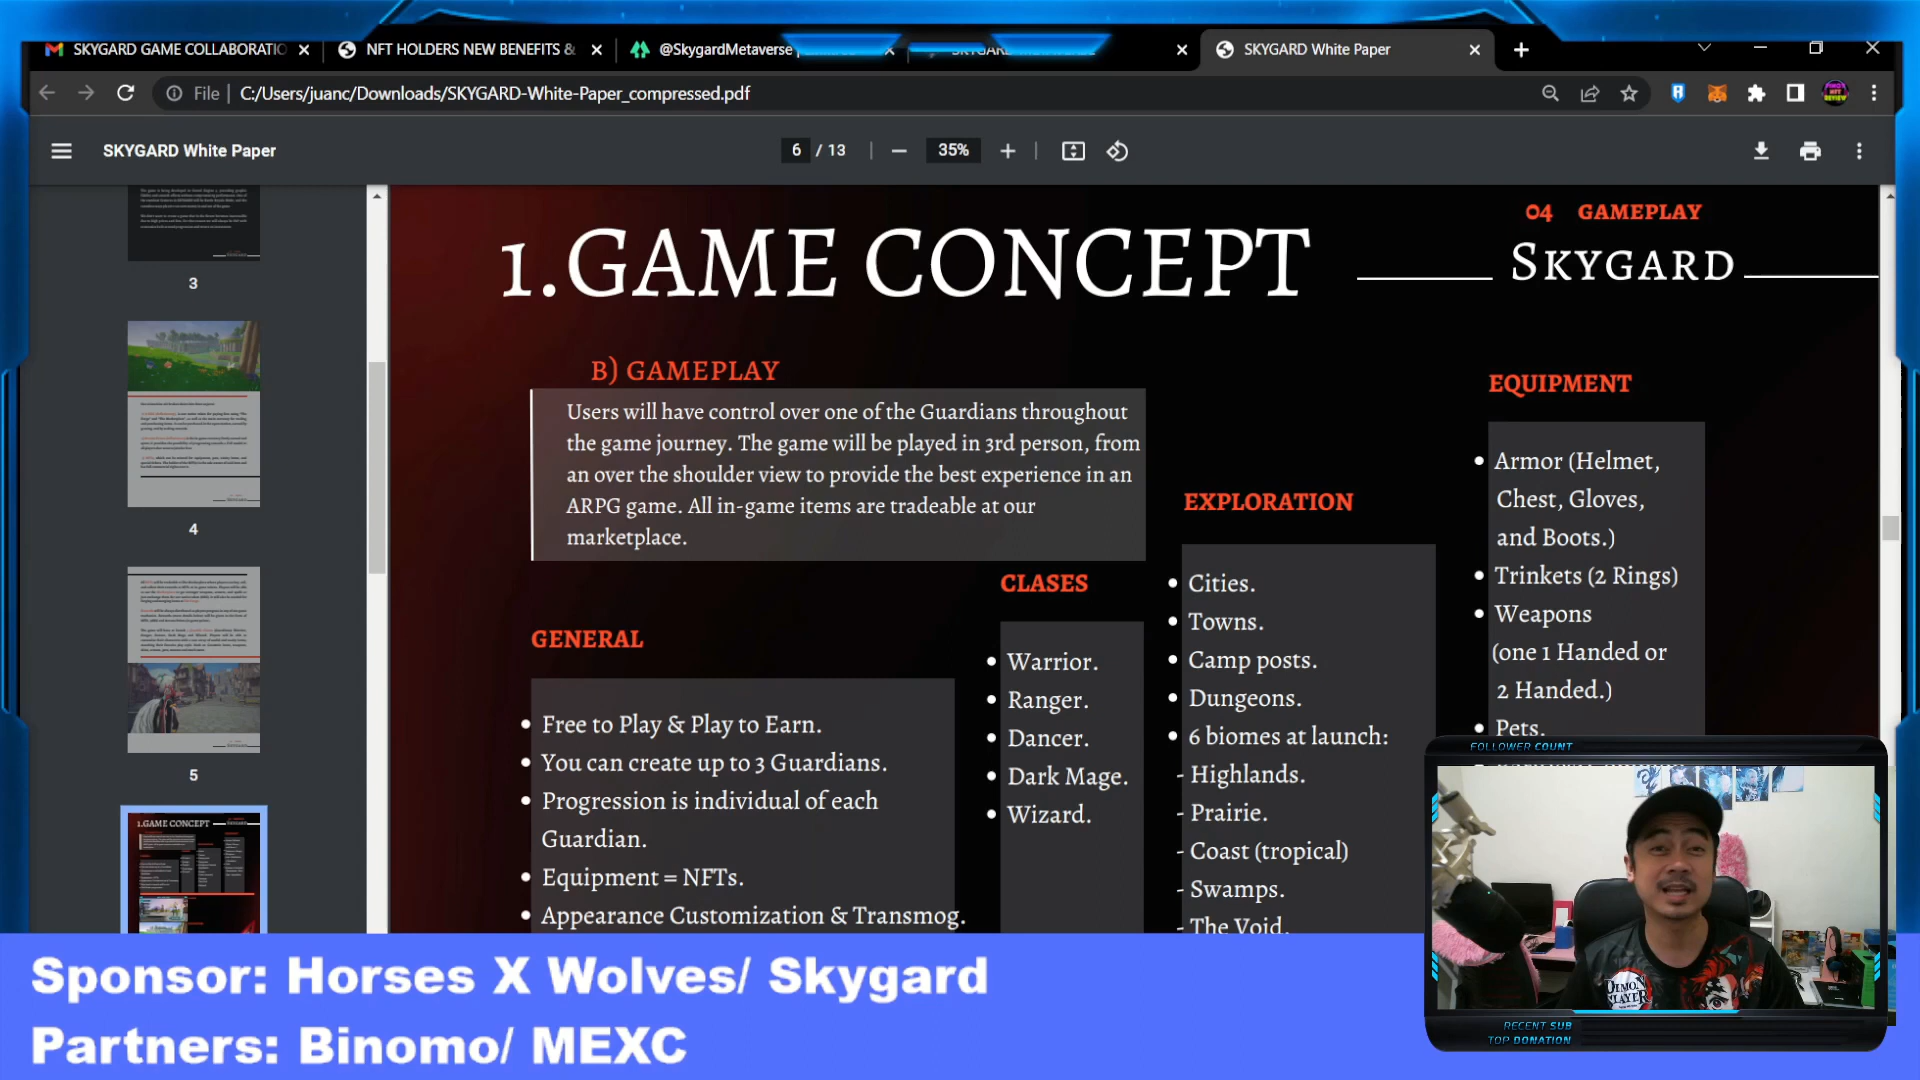 SKYGARD GAME COLLABORATIO
NFT HOLDERS NEW BENEFITS &
@SkygardMetaverse
SKYGARD White Paper
File
C:/Users/juanc/Downloads/SKYGARD-White-Paper_compressed.pdf
SKYGARD White Paper
6 / 13
35%
3
4
5
1.GAME CONCEPT
04 GAMEPLAY
SKYGARD
B) GAMEPLAY
Users will have control over one of the Guardians throughout
the game journey. The game will be played in 3rd person, from
an over the shoulder view to provide the best experience in an
ARPG game. All in-game items are tradeable at our
marketplace.
GENERAL
• Free to Play & Play to Earn.
• You can create up to 3 Guardians.
• Progression is individual of each
Guardian.
• Equipment = NFTs.
• Appearance Customization & Transmog.
CLASES
• Warrior.
• Ranger.
• Dancer.
• Dark Mage.
• Wizard.
EXPLORATION
• Cities.
• Towns.
• Camp posts.
• Dungeons.
• 6 biomes at launch:
- Highlands.
- Prairie.
- Coast (tropical)
- Swamps.
- The Void.
EQUIPMENT
• Armor (Helmet,
Chest, Gloves,
and Boots.)
• Trinkets (2 Rings)
• Weapons
(one 1 Handed or
2 Handed.)
• Pets.
FOLLOWER COUNT
RECENT SUB
TOP DONATION
Sponsor: Horses X Wolves/ Skygard
Partners: Binomo/ MEXC